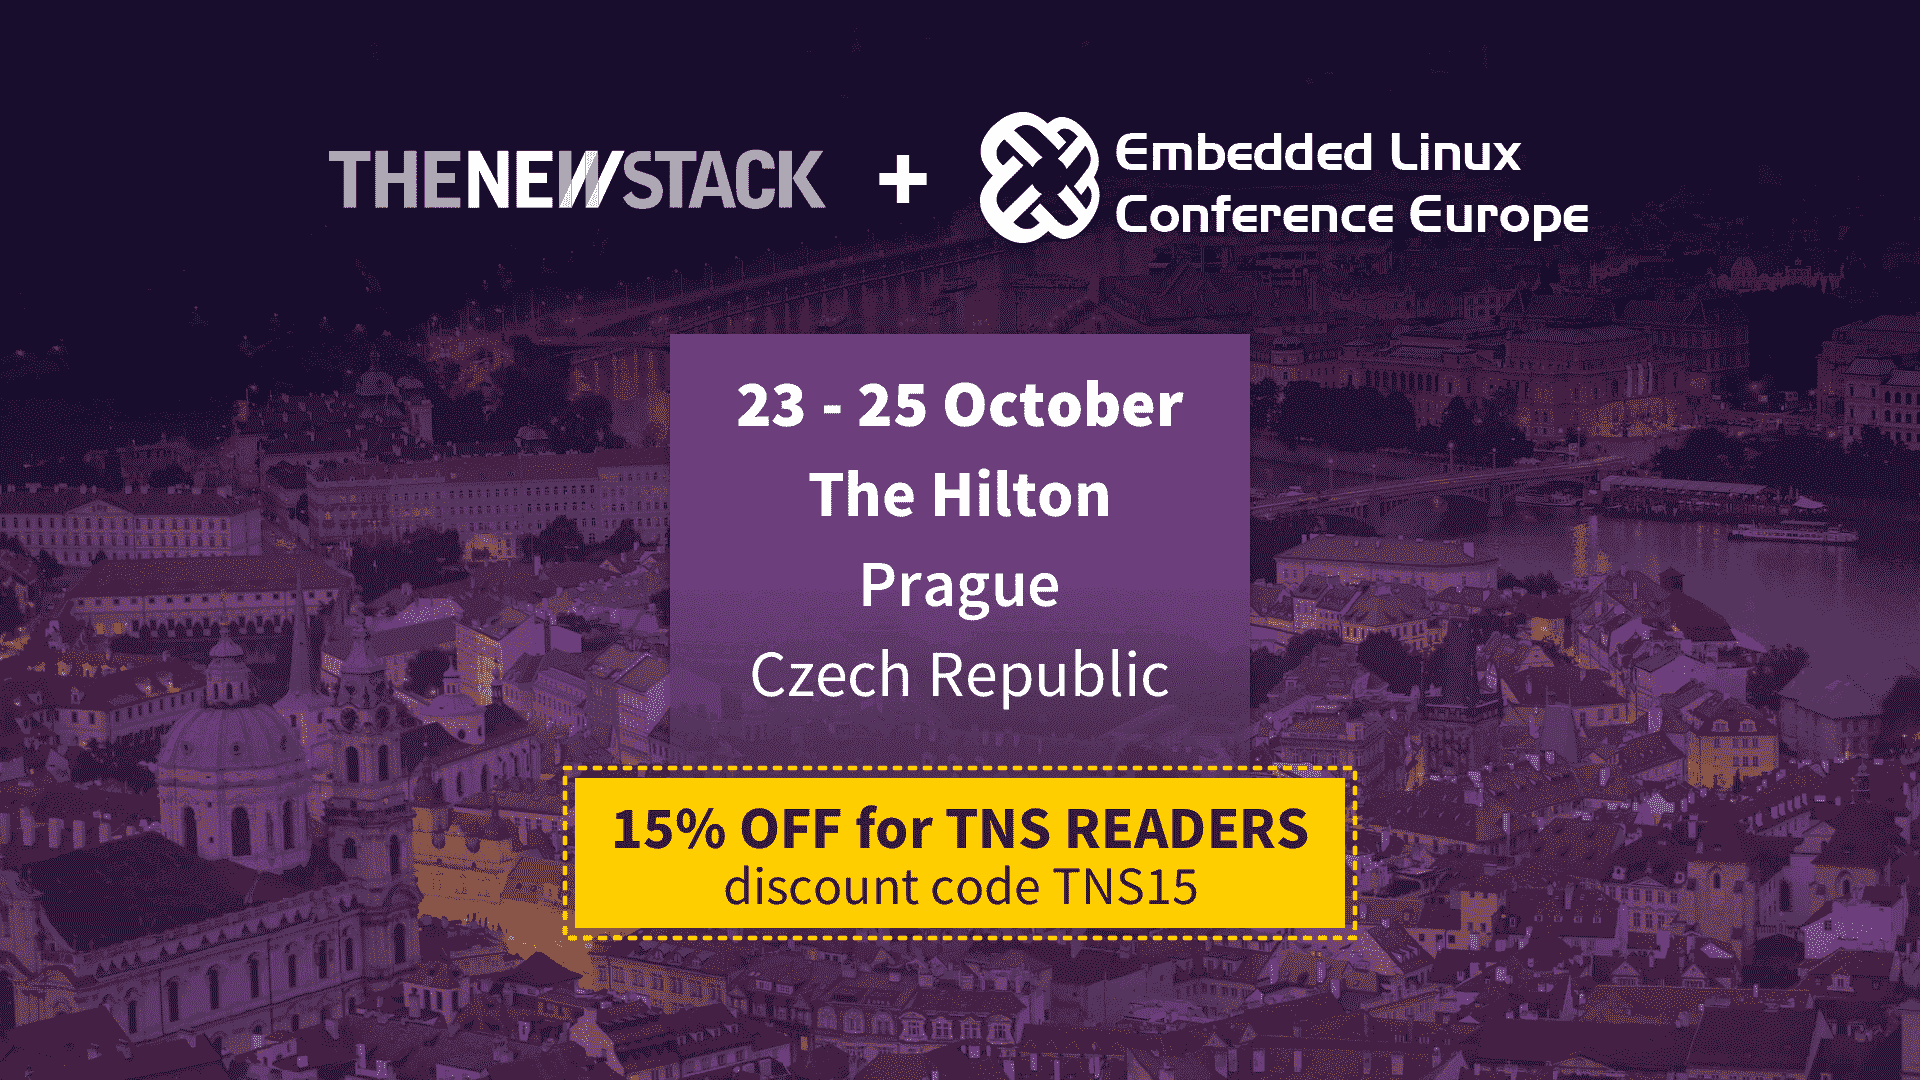 THENEWSTACK + Embedded Linux
Conference Europe
23 - 25 October
The Hilton
Prague
Czech Republic
15% OFF for TNS READERS
discount code TNS15